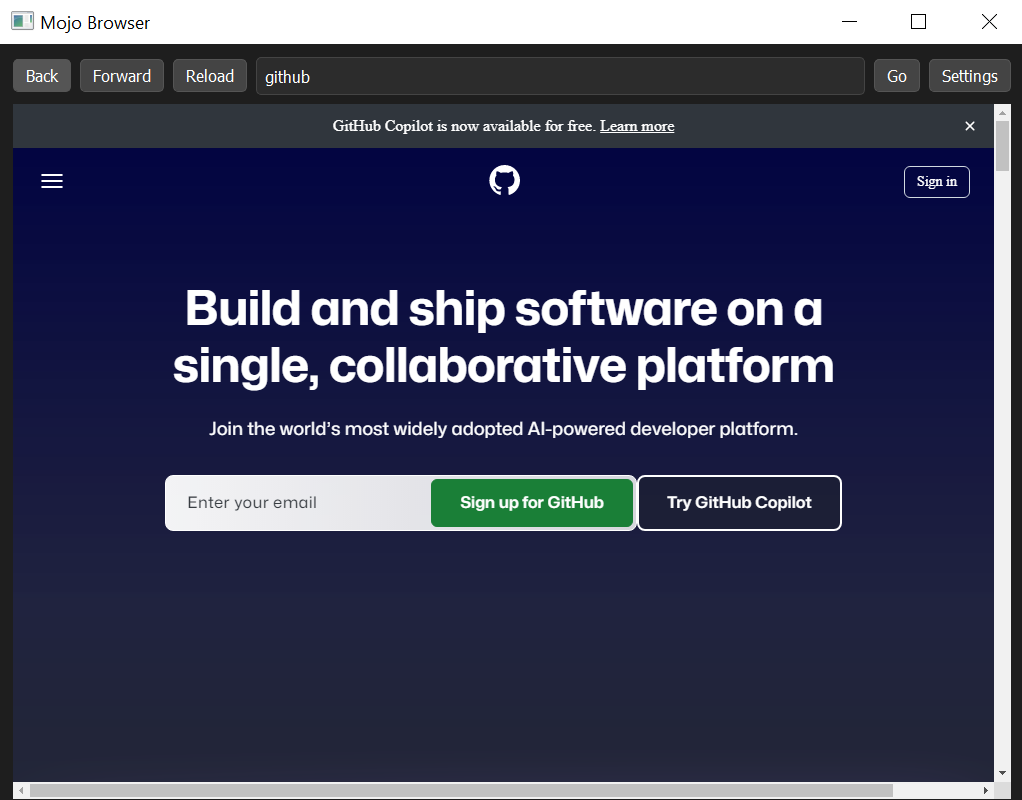 Mojo Browser
Back Forward Reload github Go Settings
GitHub Copilot is now available for free. Learn more
Sign in
Build and ship software on a
single, collaborative platform
Join the world’s most widely adopted AI-powered developer platform.
Enter your email Sign up for GitHub Try GitHub Copilot